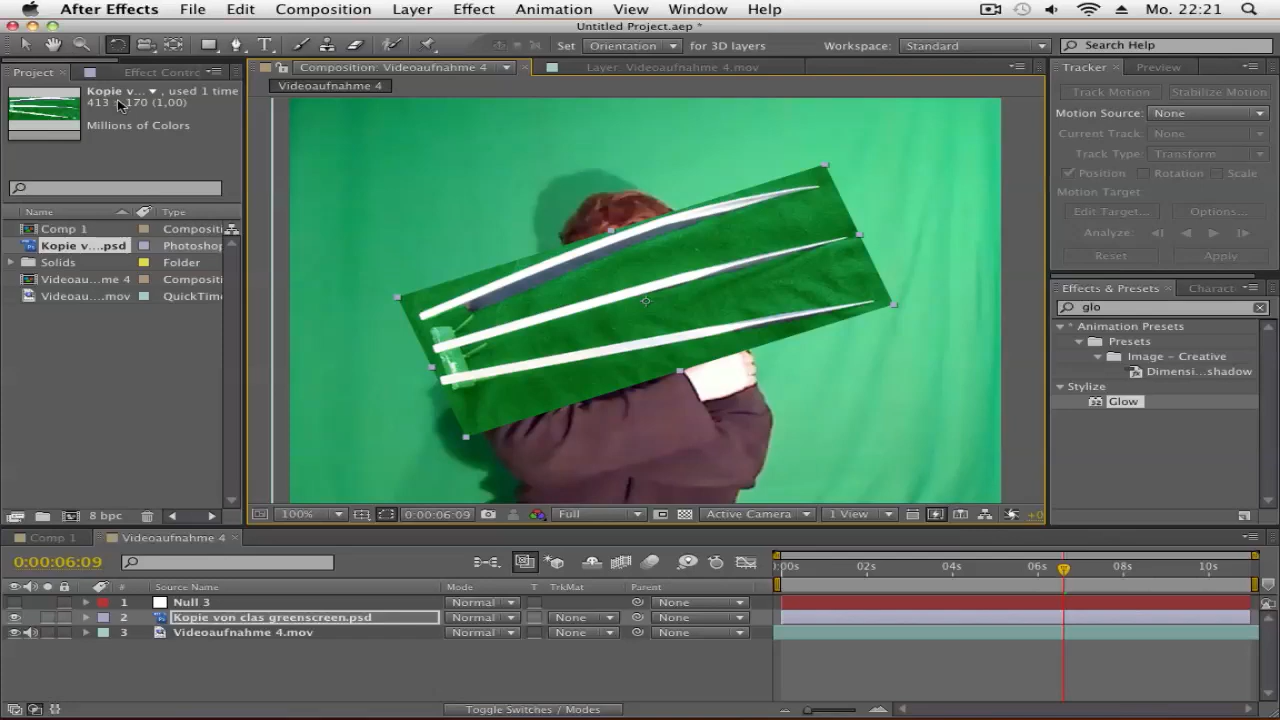 After Effects File Edit Composition Layer Effect Animation View Window Help Mo. 22:21
Untitled Project.aep *
Set Orientation for 3D layers Workspace: Standard Search Help
Project Effect Contro Composition: Videoaufnahme 4 Layer: Videoaufnahme 4.mov Tracker Preview
Videoaufnahme 4
Kopie v... , used 1 time
413 170 (1,00)
Millions of Colors
Track Motion Stabilize Motion
Motion Source: None
Current Track: None
Track Type: Transform
Position Rotation Scale
Motion Target:
Edit Target... Options...
Analyze:
Reset Apply
Name Type
Comp 1 Compositi
Kopie v....psd Photoshop
Solids Folder
Videoau...me 4 Compositi
Videoau....mov QuickTime
Effects & Presets Charact
glo
* Animation Presets
Presets
Image - Creative
Dimensi...shadow
Stylize
32 Glow
8 bpc
100% 0:00:06:09 Full Active Camera 1 View +0
Comp 1 Videoaufnahme 4
0:00:06:09
):00s 02s 04s 06s 08s 10s
# Source Name Mode T TrkMat Parent
1 Null 3 Normal None
2 Kopie von clas greenscreen.psd Normal None None
3 Videoaufnahme 4.mov Normal None None
Toggle Switches / Modes